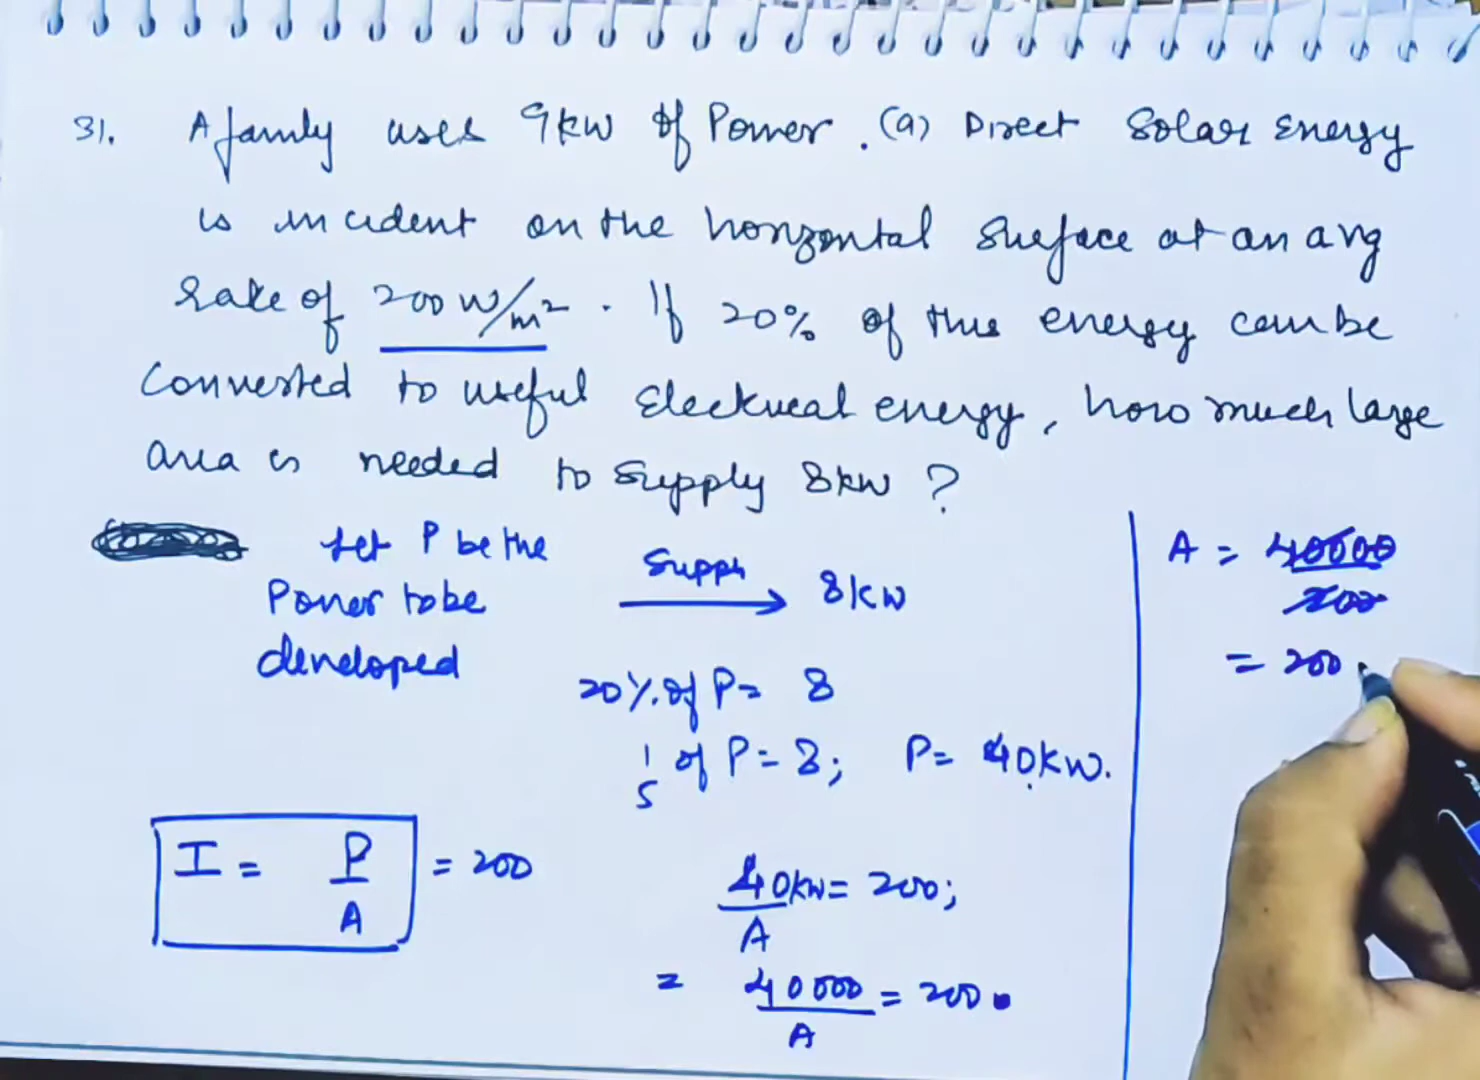 31. A family uses 9kw of Power. (a) Direct Solar Energy
is incident on the horizontal surface at an avg
rate of 200 W/m². If 20% of this energy can be
converted to useful Electrical energy, how much large
area is needed to supply 8kw ?
Let P be the
Power to be
developed
Supply
8kw
20% of P = 8
1/5 of P = 8; P = 40kw.
I = P/A = 200
40kw/A = 200;
= 40000/A = 200
A = 40000/200
= 200